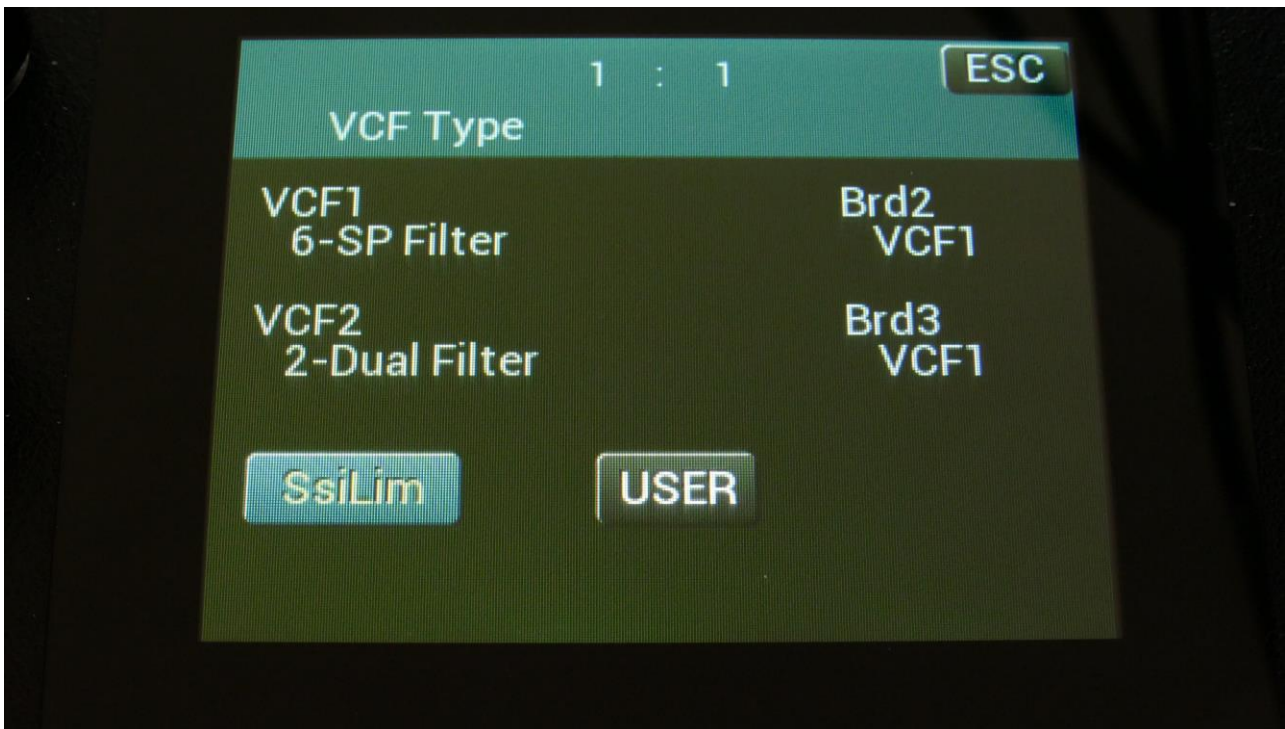 1 : 1
ESC
VCF Type
VCF1
Brd2
6-SP Filter
VCF1
VCF2
Brd3
2-Dual Filter
VCF1
SsiLim
USER